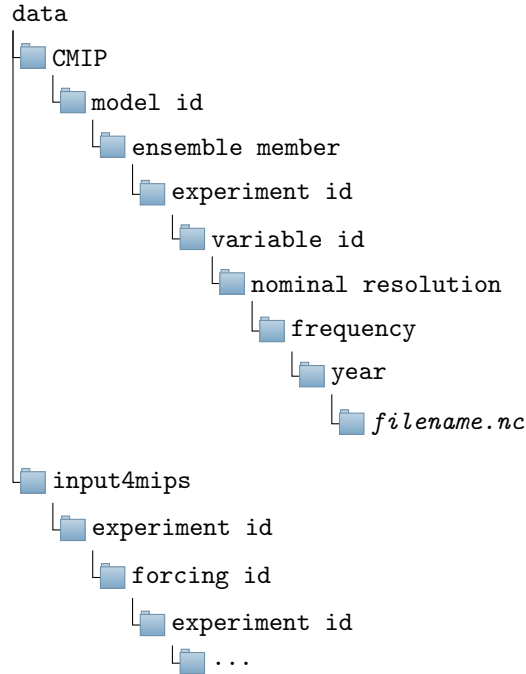 data
CMIP
model id
ensemble member
experiment id
variable id
nominal resolution
frequency
year
filename.nc
input4mips
experiment id
forcing id
experiment id
...